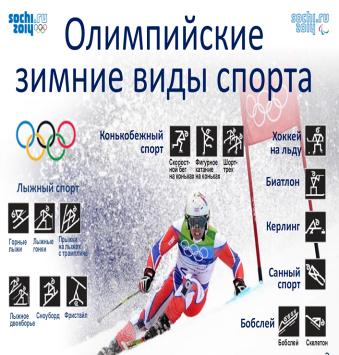 sochi.ru
2014
sochi.ru
2014
Олимпийские
зимние виды спорта
Конькобежный
спорт
Скорост-
ной бег
на коньках
Фигурное
катание
на коньках
Шорт-
трек
Хоккей
на льду
Биатлон
Керлинг
Санный
спорт
Бобслей
Бобслей
Скелетон
Лыжный спорт
Горные
лыжи
Лыжные
гонки
Прыжки
на лыжах
с трамплина
Лыжное
двоеборье
Сноуборд
Фристайл